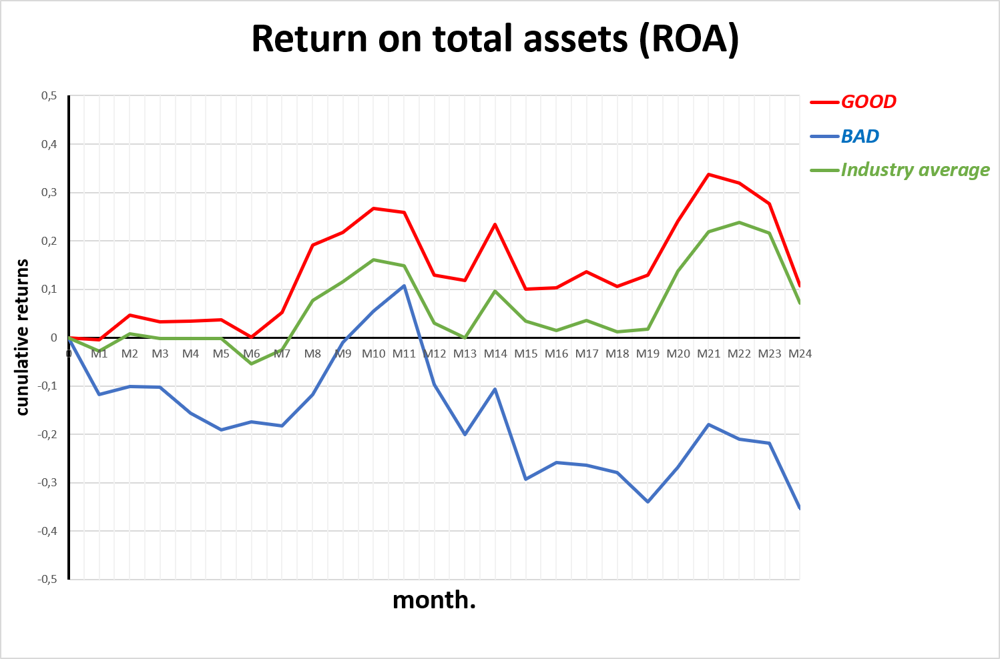 Return on total assets (ROA)
0,5
0,4
0,3
0,2
0,1
0
-0,1
-0,2
-0,3
-0,4
-0,5
cunulative returns
0 M1 M2 M3 M4 M5 M6 M7 M8 M9 M10 M11 M12 M13 M14 M15 M16 M17 M18 M19 M20 M21 M22 M23 M24
month.
GOOD
BAD
Industry average